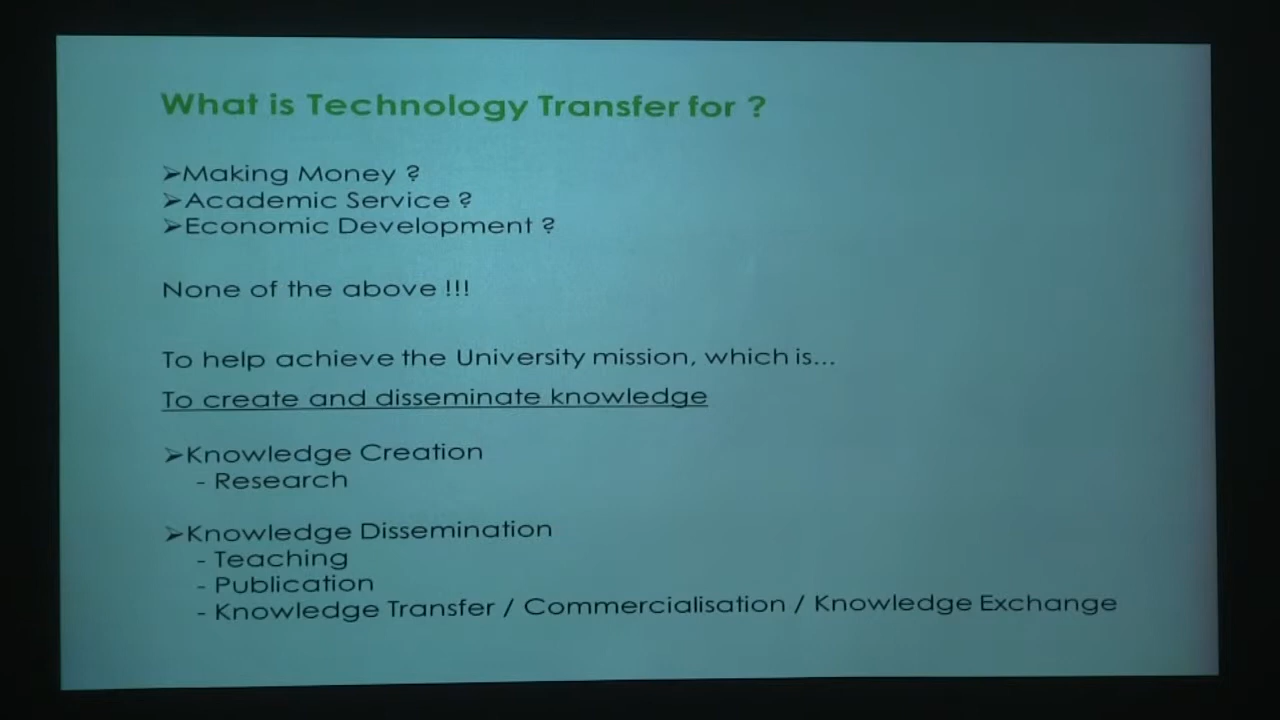 What is Technology Transfer for ?
➢Making Money ?
➢Academic Service ?
➢Economic Development ?
None of the above !!!
To help achieve the University mission, which is...
To create and disseminate knowledge
➢Knowledge Creation
- Research
➢Knowledge Dissemination
- Teaching
- Publication
- Knowledge Transfer / Commercialisation / Knowledge Exchange